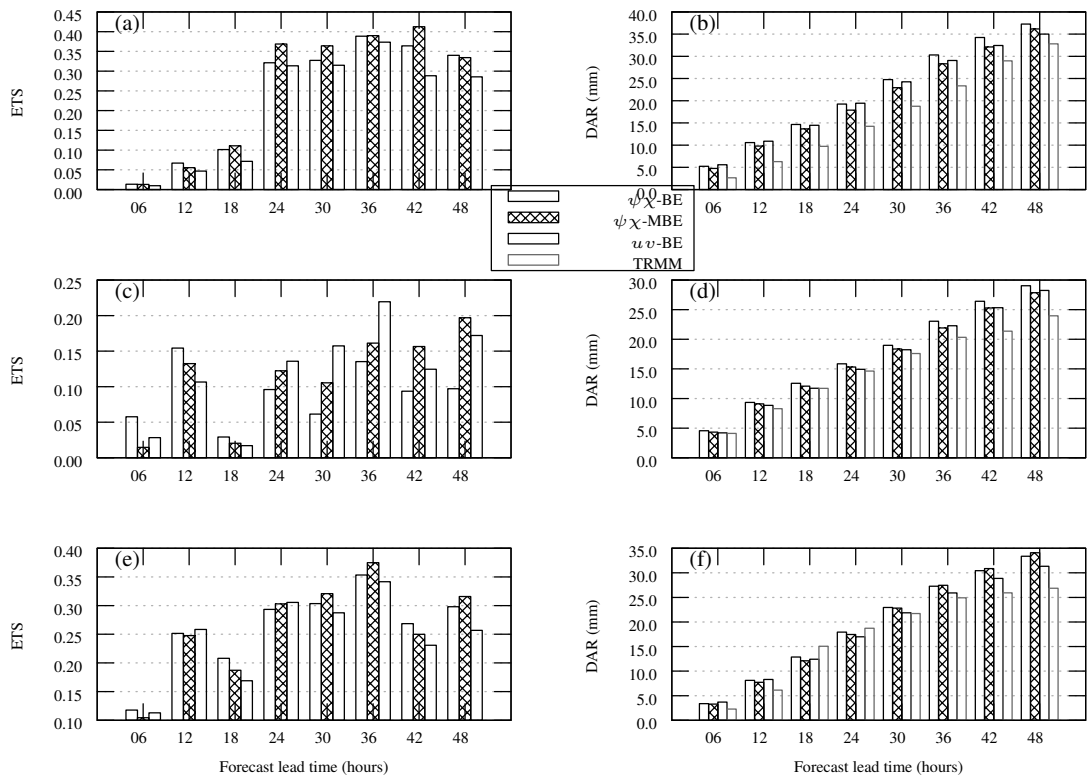 (a)
ETS
0.45
0.40
0.35
0.30
0.25
0.20
0.15
0.10
0.05
0.00
06 12 18 24 30 36 42 48
(b)
DAR (mm)
40.0
35.0
30.0
25.0
20.0
15.0
10.0
5.0
0.0
06 12 18 24 30 36 42 48
ψχ-BE
ψχ-MBE
uv-BE
TRMM
(c)
ETS
0.25
0.20
0.15
0.10
0.05
0.00
06 12 18 24 30 36 42 48
(d)
DAR (mm)
30.0
25.0
20.0
15.0
10.0
5.0
0.0
06 12 18 24 30 36 42 48
(e)
ETS
0.40
0.35
0.30
0.25
0.20
0.15
0.10
06 12 18 24 30 36 42 48
Forecast lead time (hours)
(f)
DAR (mm)
35.0
30.0
25.0
20.0
15.0
10.0
5.0
0.0
06 12 18 24 30 36 42 48
Forecast lead time (hours)